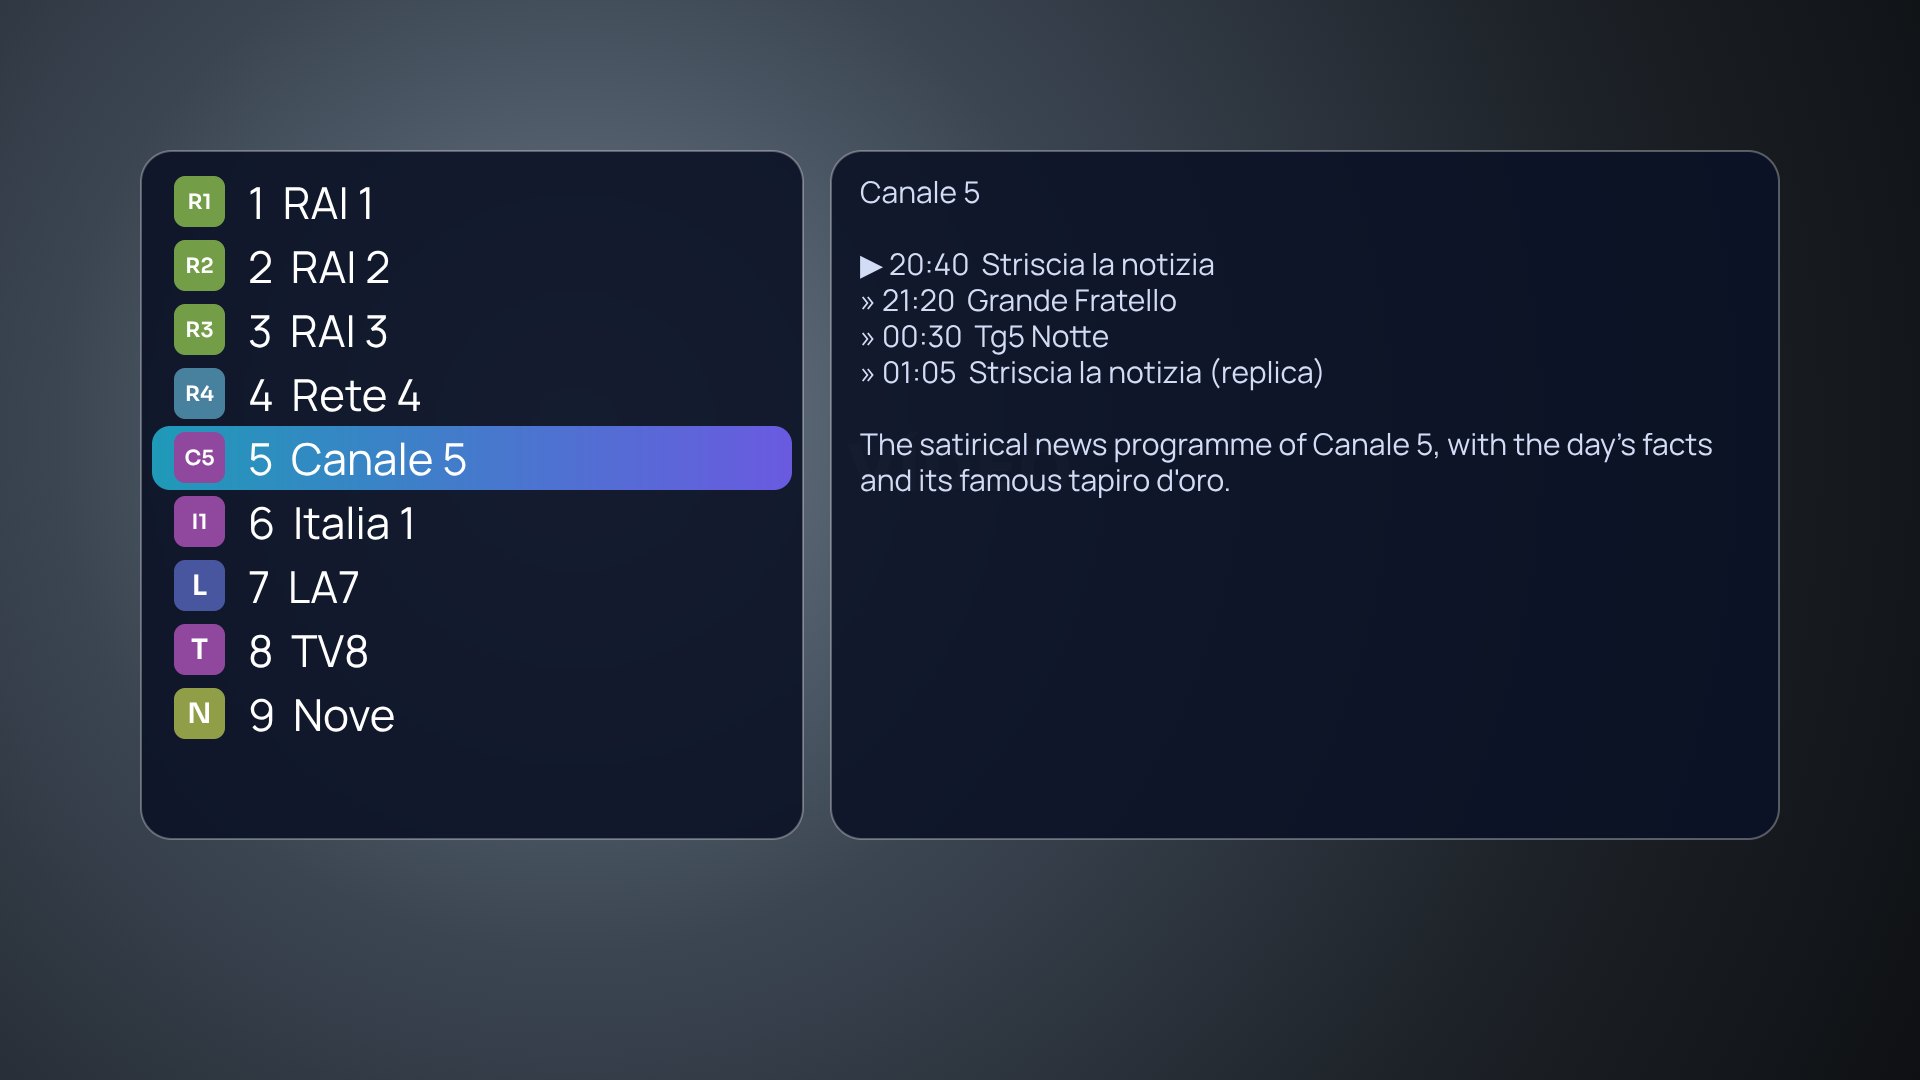 R1 1 RAI 1
R2 2 RAI 2
R3 3 RAI 3
R4 4 Rete 4
C5 5 Canale 5
I1 6 Italia 1
L 7 LA7
T 8 TV8
N 9 Nove
Canale 5
▶ 20:40 Striscia la notizia
» 21:20 Grande Fratello
» 00:30 Tg5 Notte
» 01:05 Striscia la notizia (replica)
The satirical news programme of Canale 5, with the day's facts
and its famous tapiro d'oro.